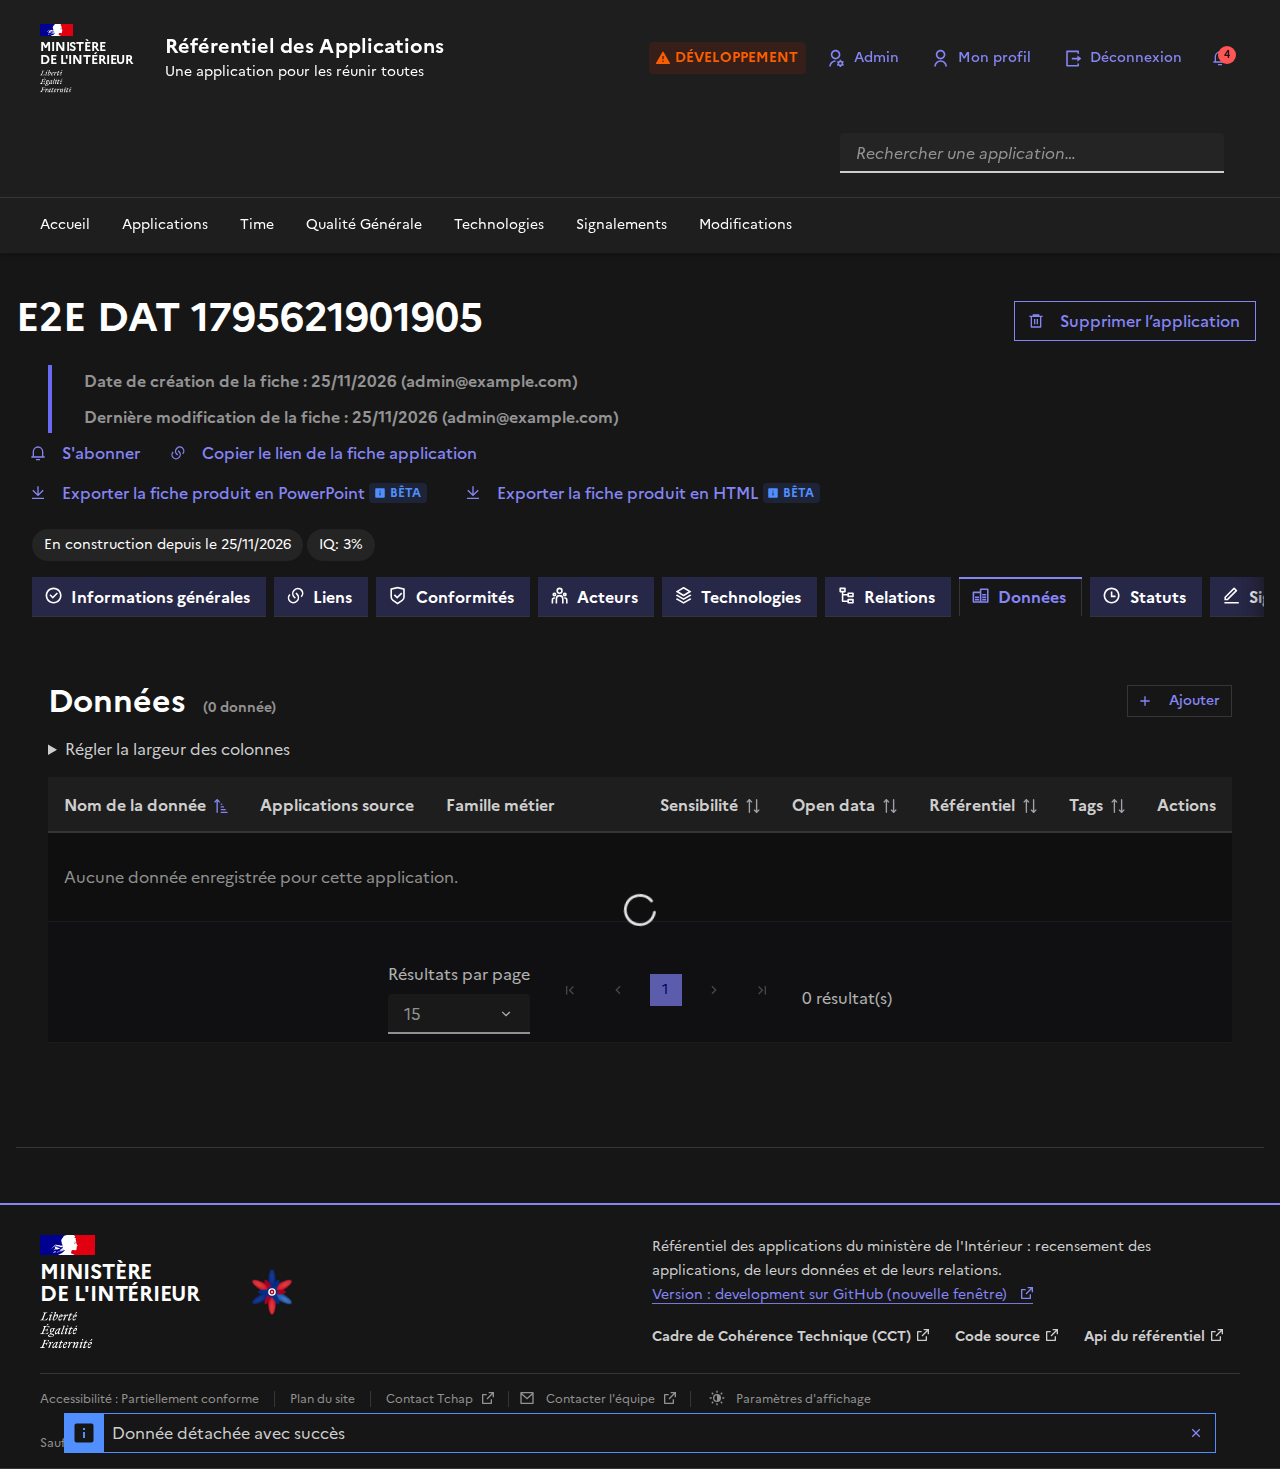 MINISTÈRE
DE L'INTÉRIEUR
Liberté
Égalité
Fraternité
Référentiel des Applications
Une application pour les réunir toutes
DÉVELOPPEMENT
Admin
Mon profil
Déconnexion
4
Rechercher une application…
Accueil
Applications
Time
Qualité Générale
Technologies
Signalements
Modifications
E2E DAT 1795621901905
Supprimer l’application
Date de création de la fiche : 25/11/2026 (admin@example.com)
Dernière modification de la fiche : 25/11/2026 (admin@example.com)
S'abonner
Copier le lien de la fiche application
Exporter la fiche produit en PowerPoint BÊTA
Exporter la fiche produit en HTML BÊTA
En construction depuis le 25/11/2026
IQ: 3%
Informations générales
Liens
Conformités
Acteurs
Technologies
Relations
Données
Statuts
Données (0 donnée)
Ajouter
Régler la largeur des colonnes
Nom de la donnée
Applications source
Famille métier
Sensibilité
Open data
Référentiel
Tags
Actions
Aucune donnée enregistrée pour cette application.
Résultats par page
15
1
0 résultat(s)
MINISTÈRE
DE L'INTÉRIEUR
Liberté
Égalité
Fraternité
Référentiel des applications du ministère de l'Intérieur : recensement des
applications, de leurs données et de leurs relations.
Version : development sur GitHub (nouvelle fenêtre)
Cadre de Cohérence Technique (CCT)
Code source
Api du référentiel
Accessibilité : Partiellement conforme
Plan du site
Contact Tchap
Contacter l'équipe
Paramètres d'affichage
Donnée détachée avec succès